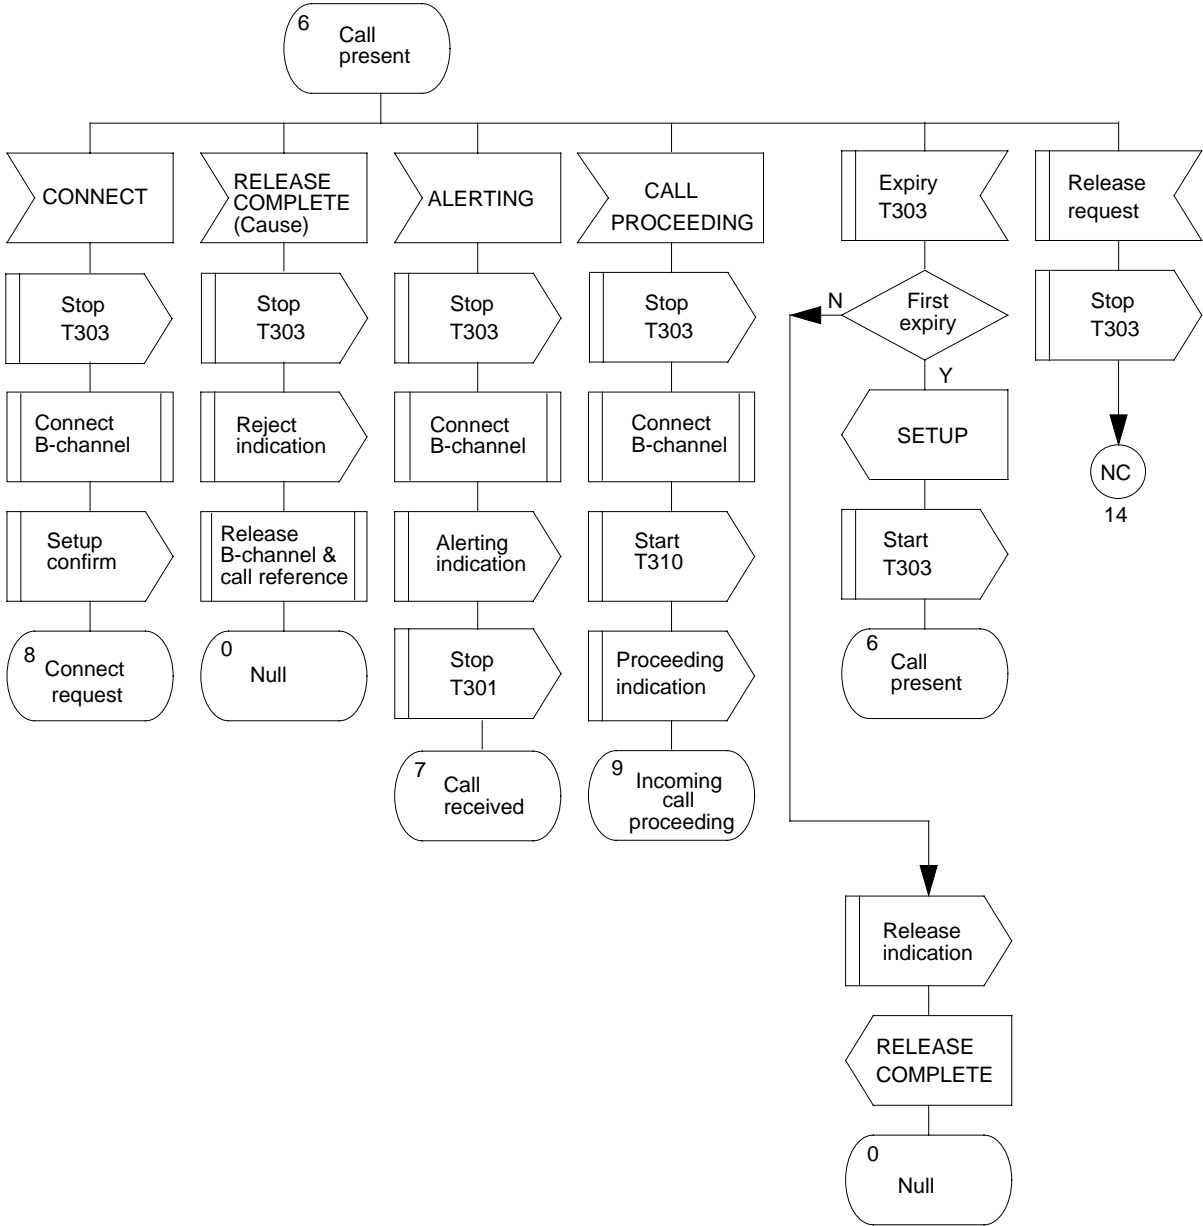 6
Call
present
CONNECT
Stop
T303
Connect
B-channel
Setup
confirm
8
Connect
request
RELEASE
COMPLETE
(Cause)
Stop
T303
Reject
indication
Release
B-channel &
call reference
0
Null
ALERTING
Stop
T303
Connect
B-channel
Alerting
indication
Stop
T301
7
Call
received
CALL
PROCEEDING
Stop
T303
Connect
B-channel
Start
T310
Proceeding
indication
9
Incoming
call
proceeding
Expiry
T303
N
First
expiry
Y
SETUP
Start
T303
6
Call
present
Release
indication
RELEASE
COMPLETE
0
Null
Release
request
Stop
T303
NC
14